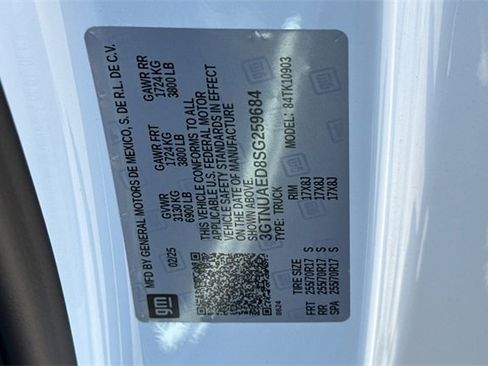 MFD BY GENERAL MOTORS DE MEXICO, S. DE R.L. DE C.V.
02/25 GVWR GAWR FRT GAWR RR
3130 KG 1724 KG 1724 KG
6900 LB 3800 LB 3800 LB
THIS VEHICLE CONFORMS TO ALL
APPLICABLE U.S. FEDERAL MOTOR
VEHICLE SAFETY STANDARDS IN EFFECT
ON THE DATE OF MANUFACTURE
SHOWN ABOVE.
3GTNUAED8SG259684
TYPE: TRUCK MODEL: 84TK10903
gm
8624
TIRE SIZE RIM
FRT 255/70R17 S 17X8J
RR 255/70R17 S 17X8J
SPA 255/70R17 S 17X8J